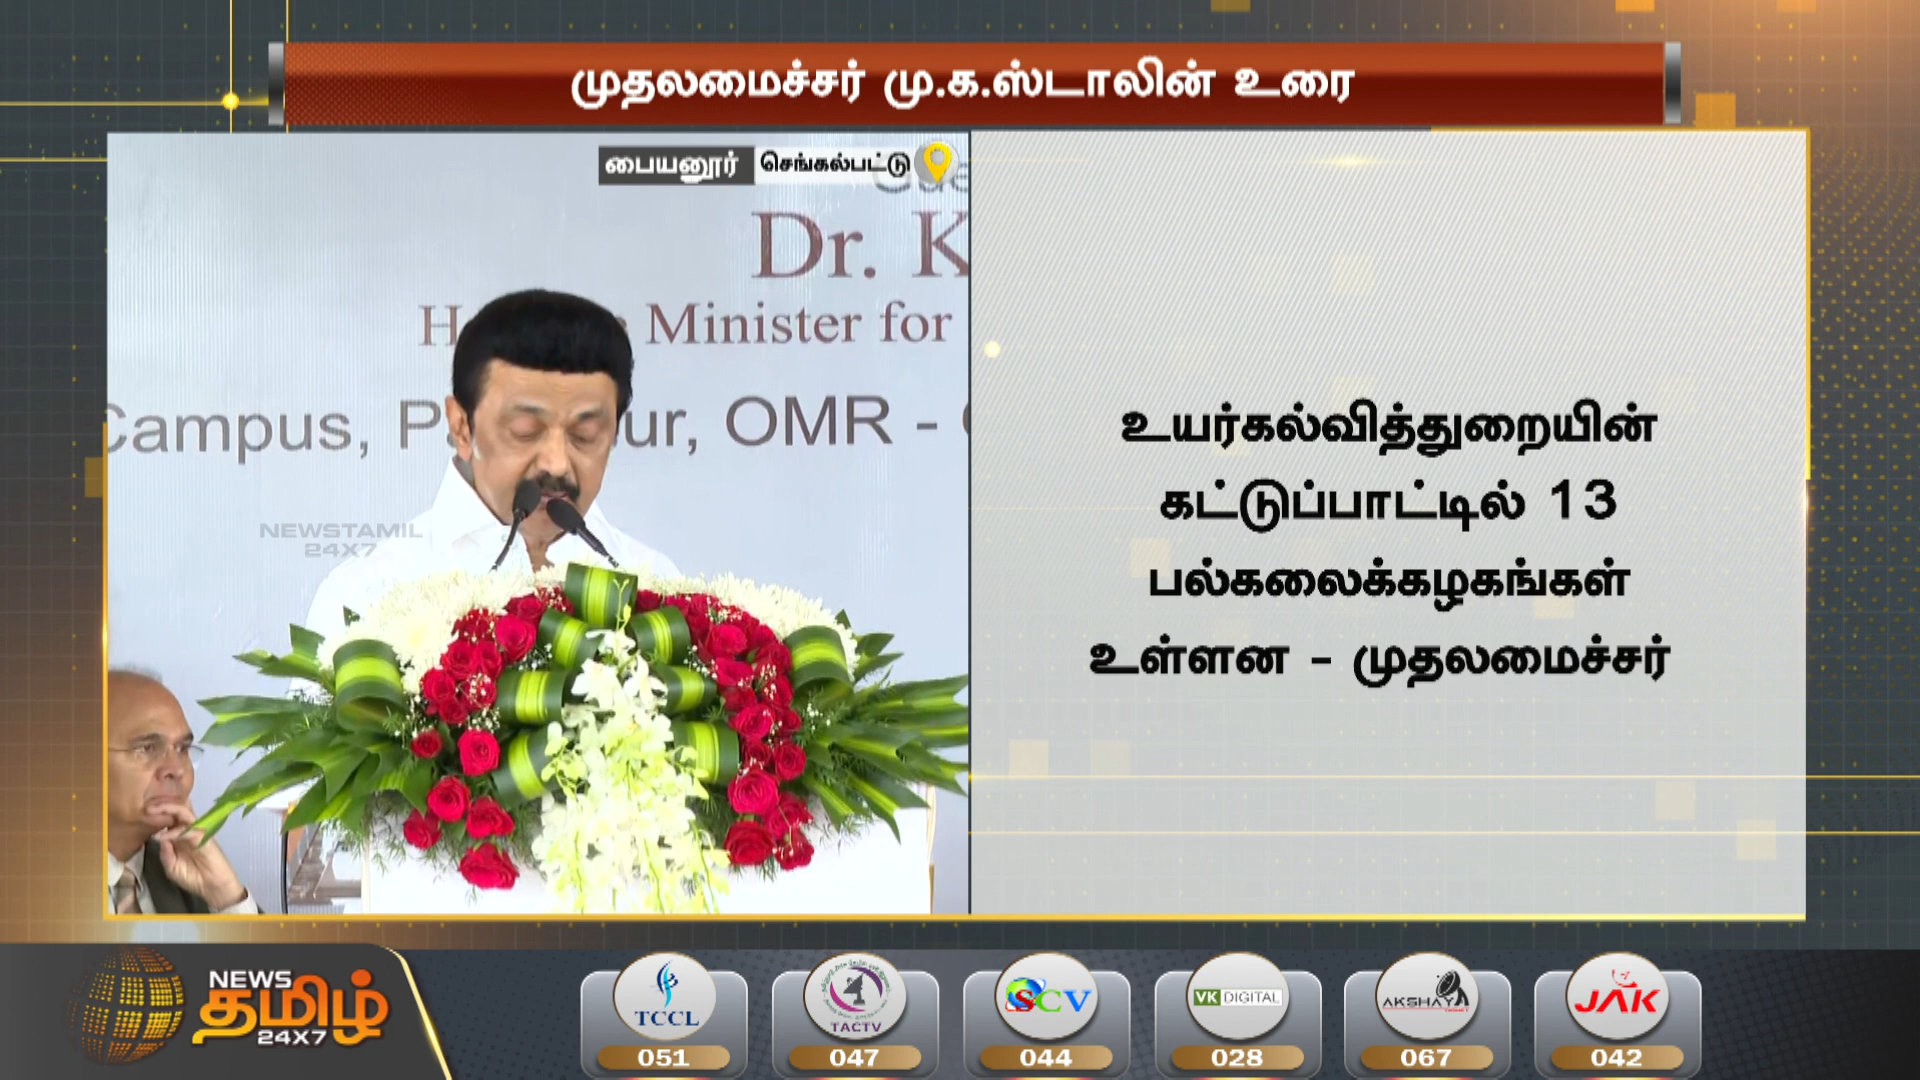 முதலமைச்சர் மு.க.ஸ்டாலின் உரை
பையனூர் செங்கல்பட்டு
Dr. K
Minister for
Campus, P ur, OMR -
NEWSTAMIL
24X7
உயர்கல்வித்துறையின்
கட்டுப்பாட்டில் 13
பல்கலைக்கழகங்கள்
உள்ளன - முதலமைச்சர்
NEWS
தமிழ்
24X7
TCCL
051
TACTV
047
SCV
044
VK DIGITAL
028
AKSHAYA
067
JAK
042